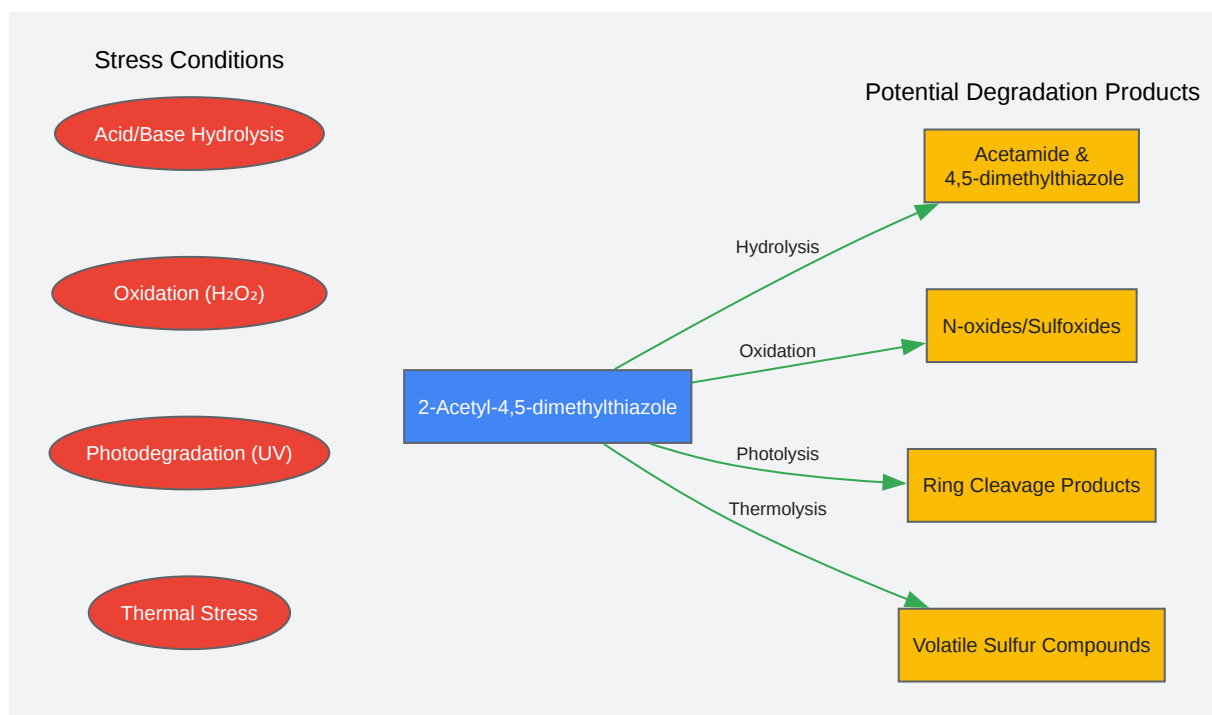 Stress Conditions
Acid/Base Hydrolysis
Oxidation (H₂O₂)
Photodegradation (UV)
Thermal Stress
2-Acetyl-4,5-dimethylthiazole
Hydrolysis
Oxidation
Photolysis
Thermolysis
Potential Degradation Products
Acetamide &
4,5-dimethylthiazole
N-oxides/Sulfoxides
Ring Cleavage Products
Volatile Sulfur Compounds